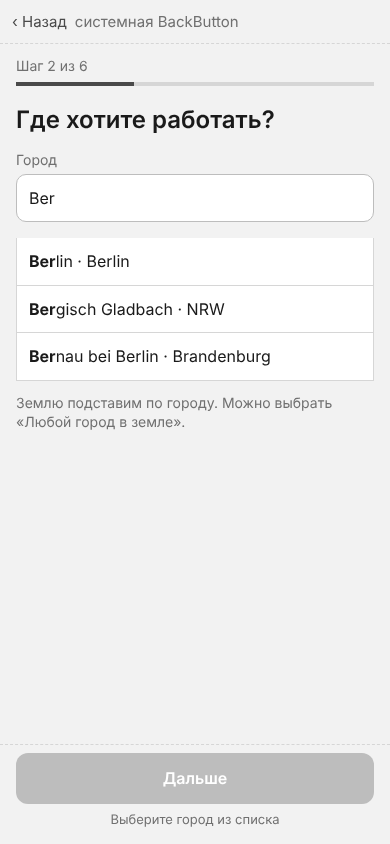 ‹ Назад системная BackButton
Шаг 2 из 6
Где хотите работать?
Город
Ber
Berlin · Berlin
Bergisch Gladbach · NRW
Bernau bei Berlin · Brandenburg
Землю подставим по городу. Можно выбрать
«Любой город в земле».
Дальше
Выберите город из списка